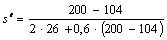 s* = (200 − 104) / (2 · 26 + 0,6 · (200 − 104))